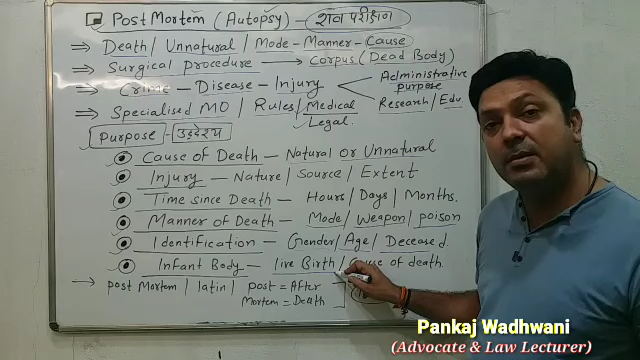 Post Mortem (Autopsy) - शव परीक्षण
⇒ Death / Unnatural / Mode - Manner - Cause
⇒ Surgical procedure → Corpus (Dead Body)
⇒ Crime - Disease - Injury
Administrative purpose
Research / Edu.
⇒ Specialised MO / Rules / Medical Legal.
Purpose - उद्देश्य
Cause of Death - Natural or Unnatural
Injury - Nature / Source / Extent
Time since Death - Hours / Days / Months.
Manner of Death - Mode / Weapon / poison
Identification - Gender / Age / Deceased.
Infant Body - live Birth / Cause of death.
→ post Mortem / latin / post = After
Mortem = Death
Pankaj Wadhwani
(Advocate & Law Lecturer)